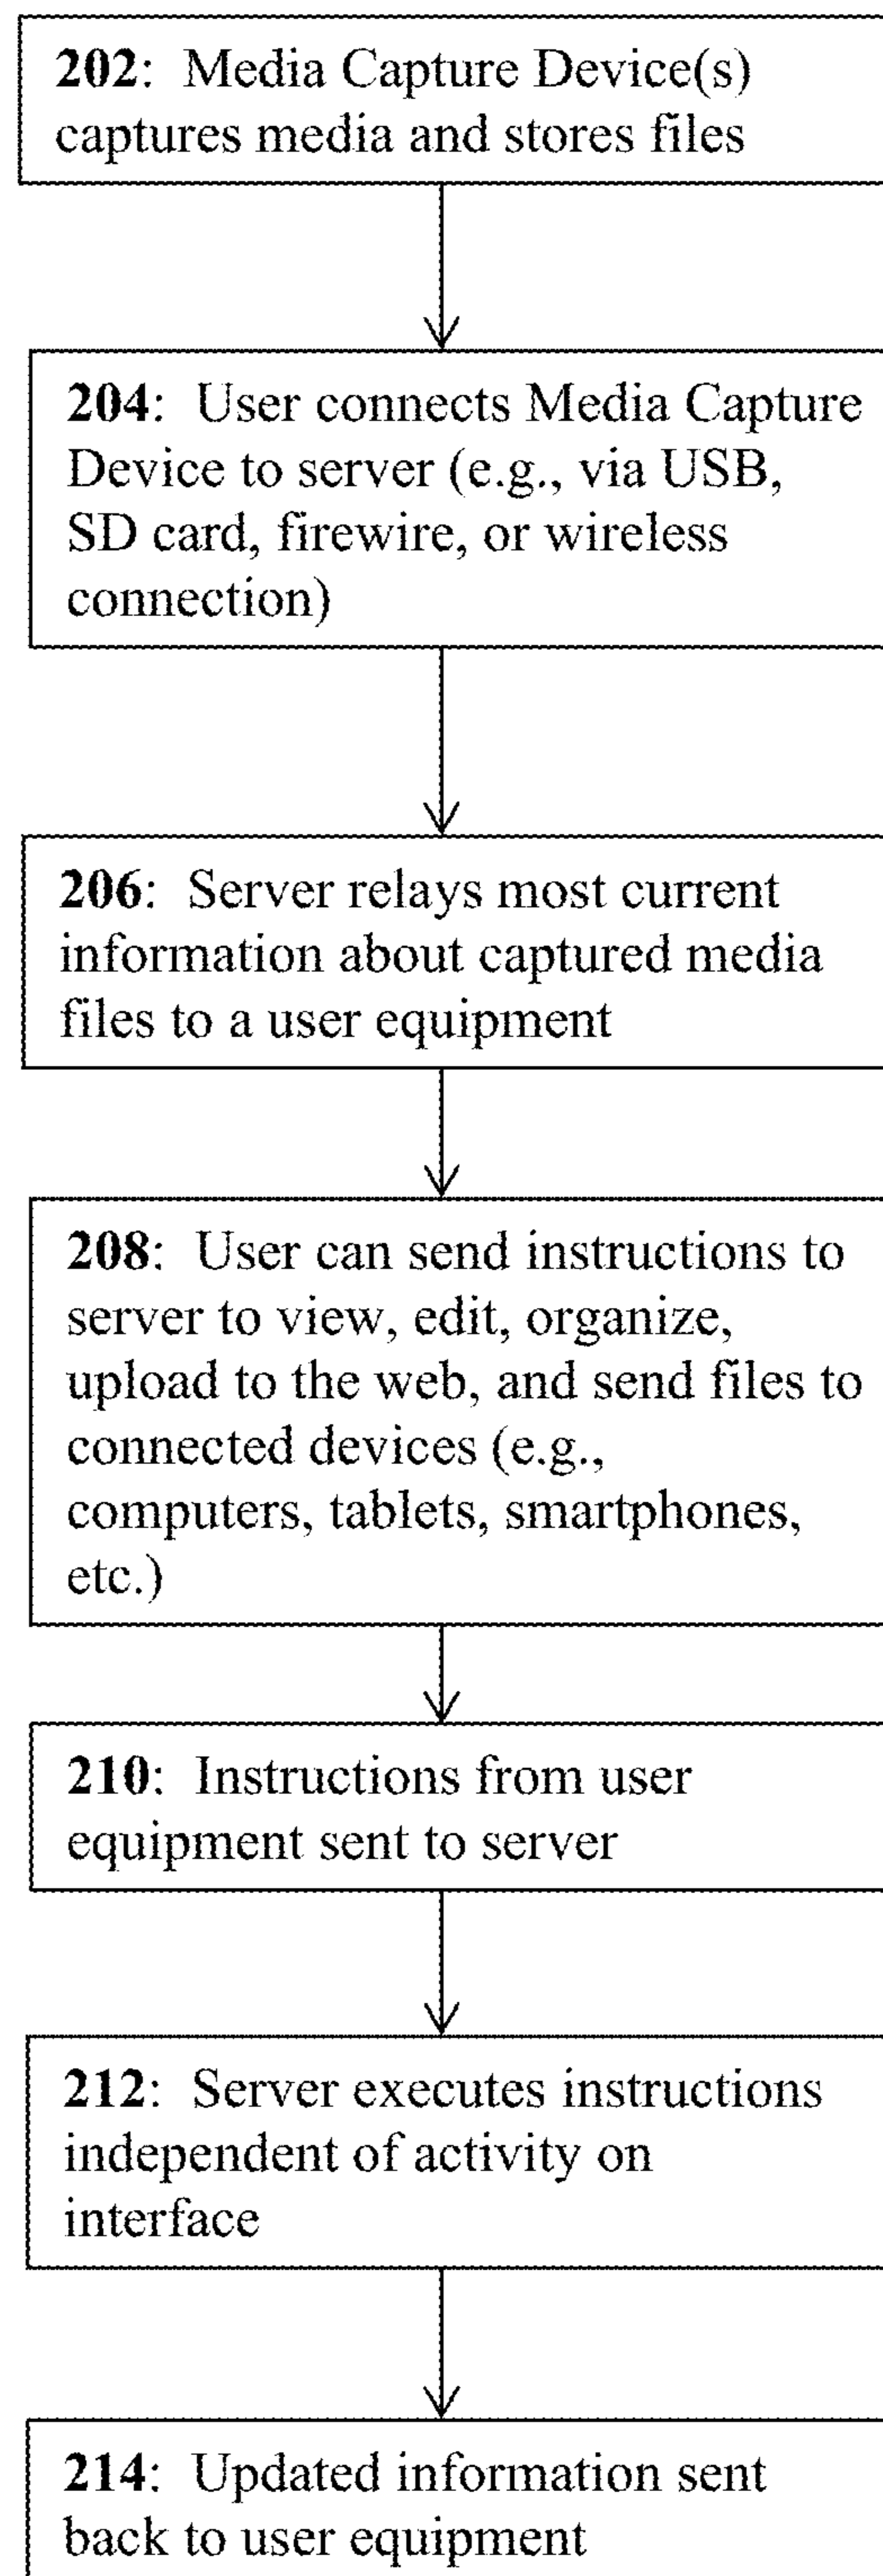 202: Media Capture Device(s)
captures media and stores files
204: User connects Media Capture
Device to server (e.g., via USB,
SD card, firewire, or wireless
connection)
206: Server relays most current
information about captured media
files to a user equipment
208: User can send instructions to
server to view, edit, organize,
upload to the web, and send files to
connected devices (e.g.,
computers, tablets, smartphones,
etc.)
210: Instructions from user
equipment sent to server
212: Server executes instructions
independent of activity on
interface
214: Updated information sent
back to user equipment